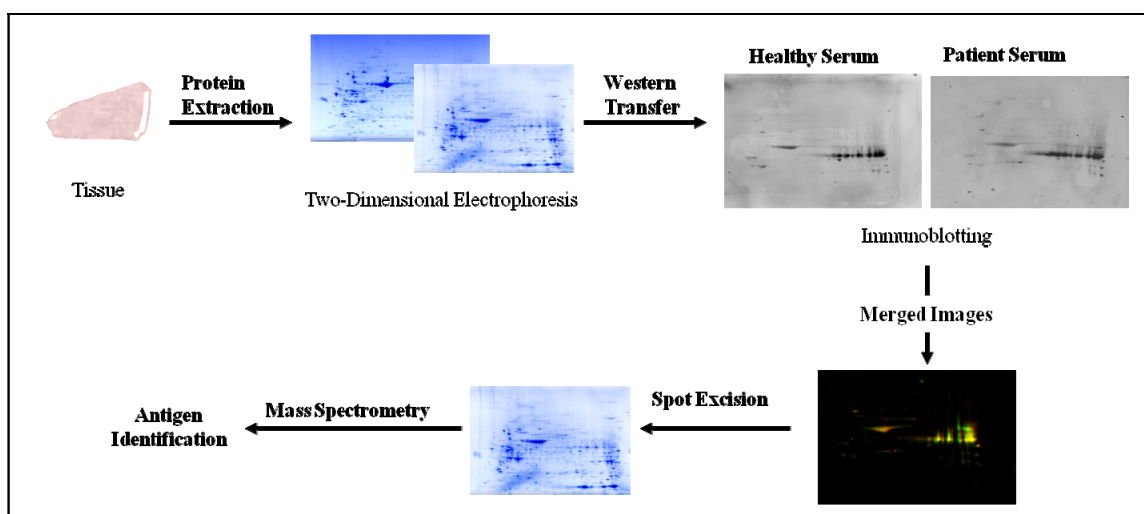 Tissue
Protein
Extraction
Two-Dimensional Electrophoresis
Western
Transfer
Healthy Serum
Patient Serum
Immunoblotting
Merged Images
Spot Excision
Mass Spectrometry
Antigen
Identification